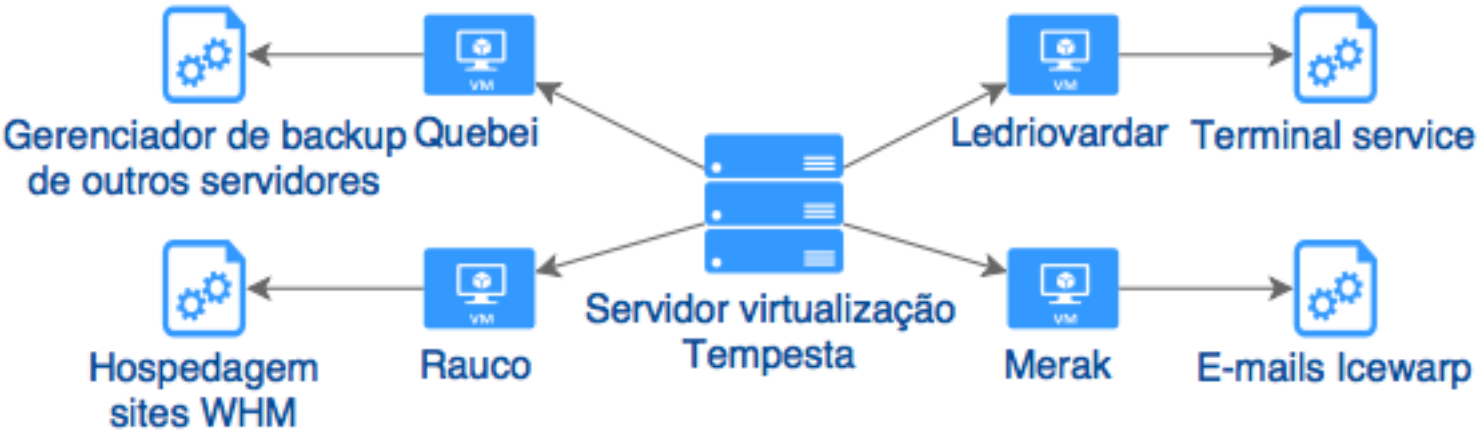 VM
VM
Gerenciador de backup
de outros servidores
Quebei
Ledriovardar
Terminal service
VM
VM
Servidor virtualização
Tempesta
Hospedagem
sites WHM
Rauco
Merak
E-mails Icewarp